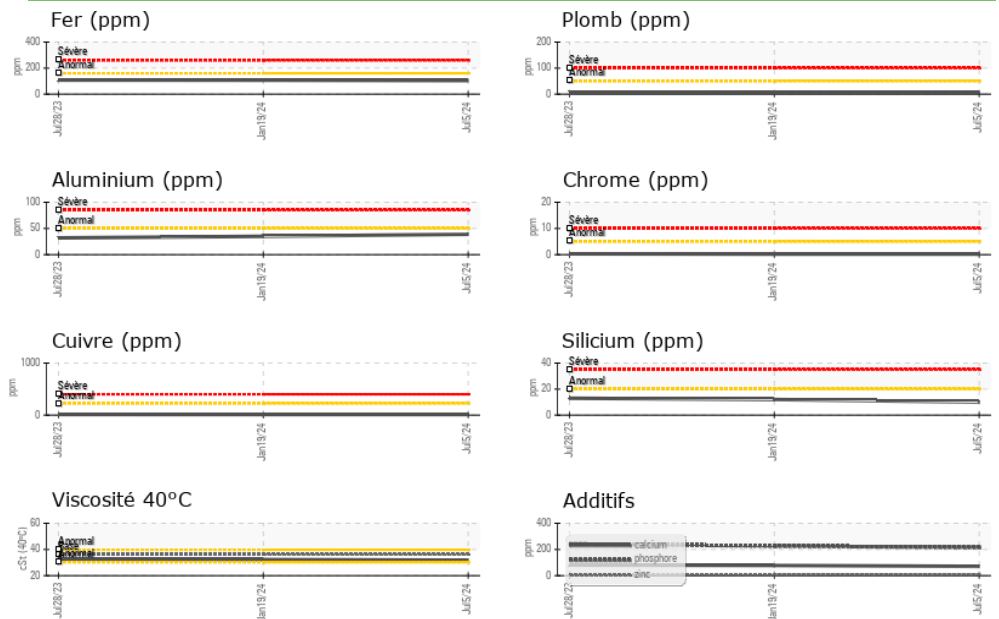 Fer (ppm)
400
200
0
ppm
Sévère
Anormal
Jul28/23
Jan19/24
Jul5/24
Plomb (ppm)
200
100
0
ppm
Sévère
Anormal
Jul28/23
Jan19/24
Jul5/24
Aluminium (ppm)
100
50
0
ppm
Sévère
Anormal
Jul28/23
Jan19/24
Jul5/24
Chrome (ppm)
20
10
0
ppm
Sévère
Anormal
Jul28/23
Jan19/24
Jul5/24
Cuivre (ppm)
1000
500
0
ppm
Sévère
Anormal
Jul28/23
Jan19/24
Jul5/24
Silicium (ppm)
40
20
0
ppm
Sévère
Anormal
Jul28/23
Jan19/24
Jul5/24
Viscosité 40°C
60
40
20
cSt (40°C)
Anormal
Anormal
Jul28/23
Jan19/24
Jul5/24
Additifs
400
200
0
ppm
calcium
phosphore
zinc
Jul28/23
Jan19/24
Jul5/24